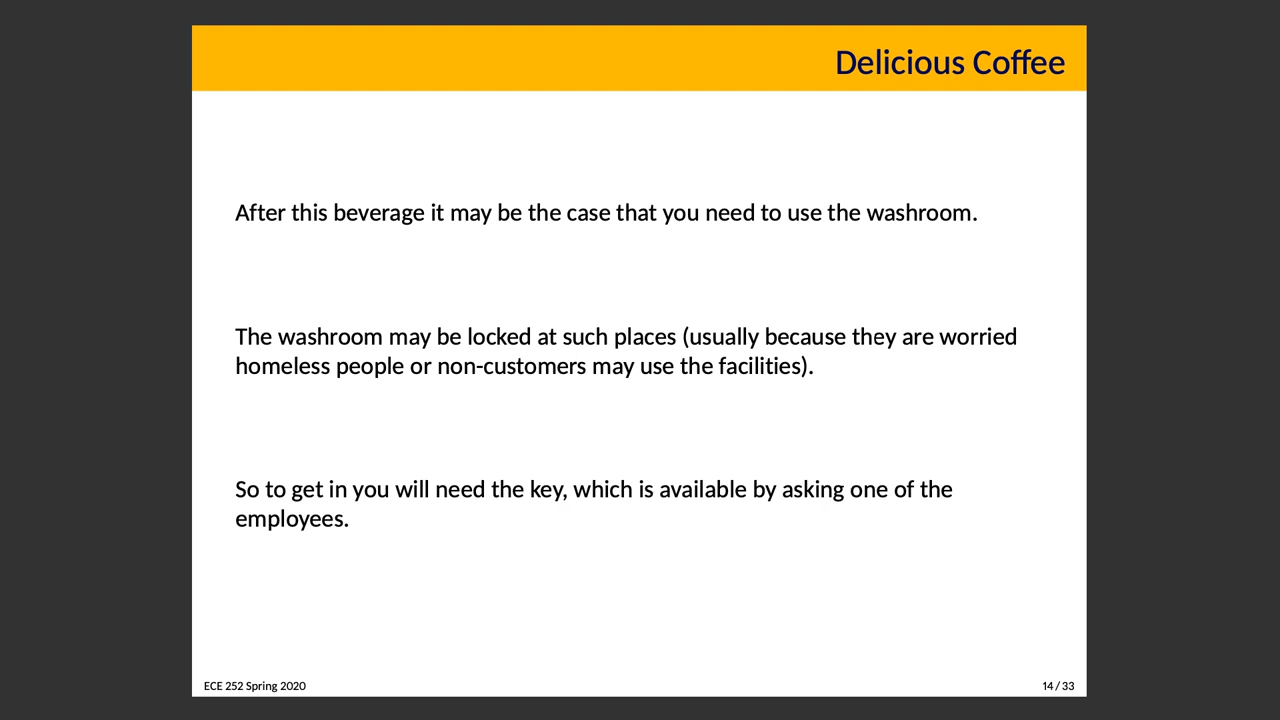 Delicious Coffee
After this beverage it may be the case that you need to use the washroom.
The washroom may be locked at such places (usually because they are worried
homeless people or non-customers may use the facilities).
So to get in you will need the key, which is available by asking one of the
employees.
ECE 252 Spring 2020
14 / 33